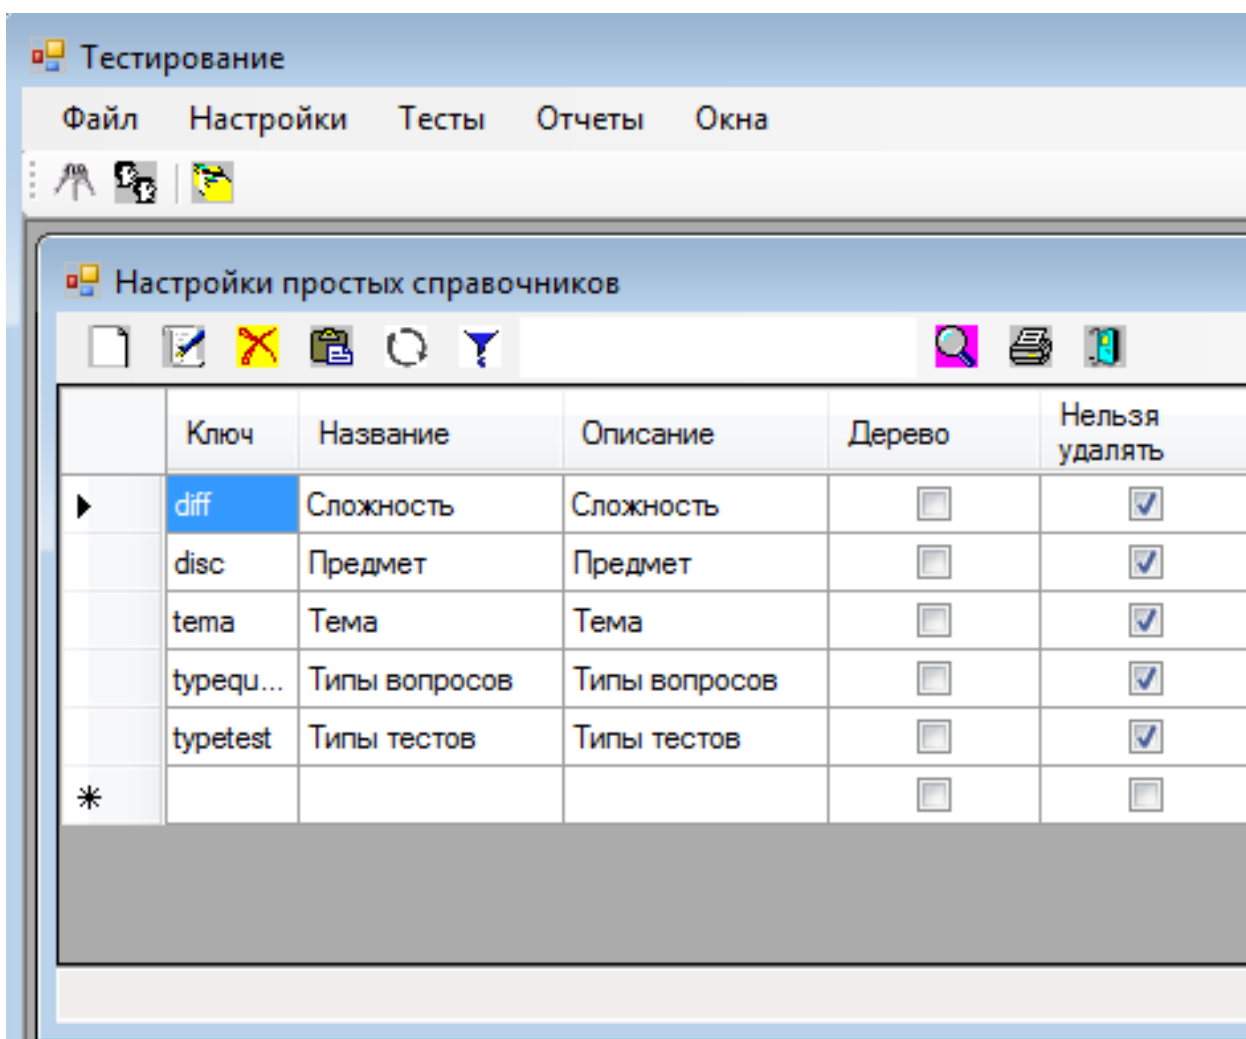 Тестирование
Файл Настройки Тесты Отчеты Окна
Настройки простых справочников
Ключ Название Описание Дерево Нельзя удалять
diff Сложность Сложность
disc Предмет Предмет
tema Тема Тема
typequ... Типы вопросов Типы вопросов
typetest Типы тестов Типы тестов